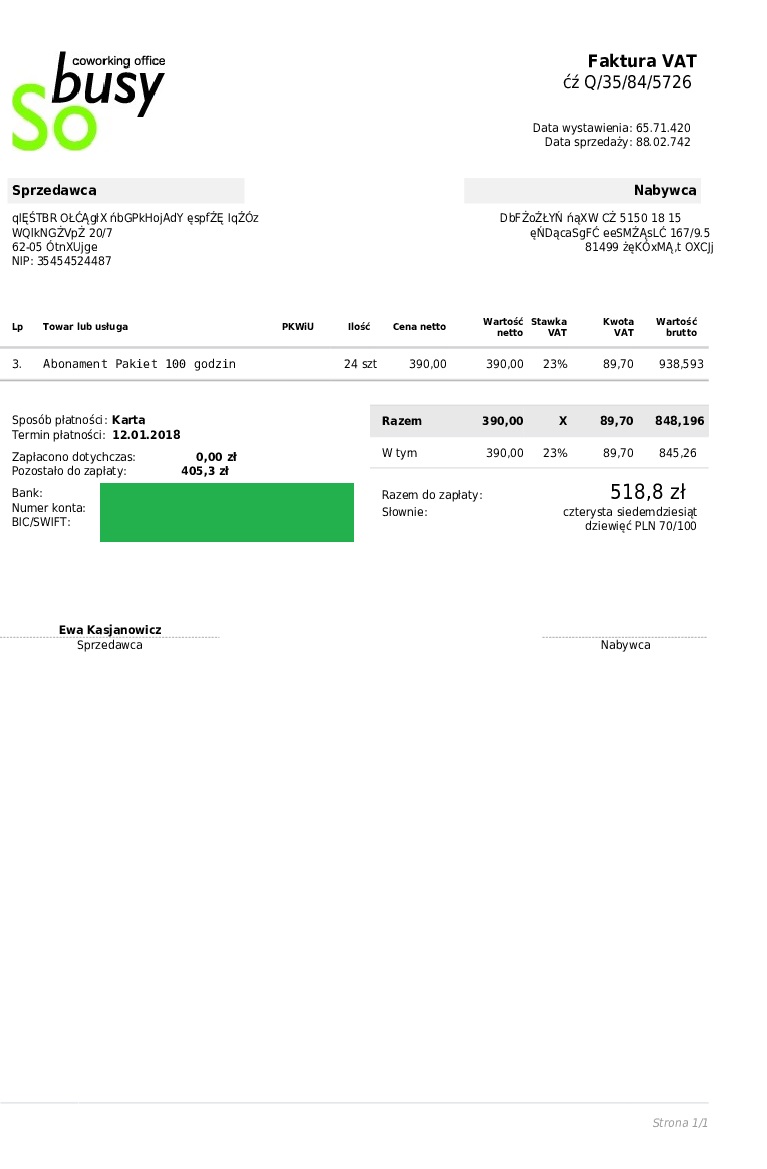 coworking office
busy
So
Faktura VAT
ćź Q/35/84/5726
Data wystawienia: 65.71.420
Data sprzedaży: 88.02.742
Sprzedawca
Nabywca
qlĘŚTBR OŁĆĄgłX ńbGPkHojAdY ęspfŻĘ IqŻÓz
WQlkNGŹVpŻ 20/7
62-05 ÓtnXUjge
NIP: 35454524487
DbFŻoŻŁYŃ ńąXW CŻ 5150 18 15
ęŃDącaSgFĆ eeSMŻĄsLĆ 167/9.5
81499 żęKÓxMĄ,t OXCJj
Lp Towar lub usługa PKWiU Ilość Cena netto Wartość netto Stawka VAT Kwota VAT Wartość brutto
3. Abonament Pakiet 100 godzin 24 szt 390,00 390,00 23% 89,70 938,593
Sposób płatności: Karta
Termin płatności: 12.01.2018
Zapłacono dotychczas: 0,00 zł
Pozostało do zapłaty: 405,3 zł
Bank:
Numer konta:
BIC/SWIFT:
Razem 390,00 X 89,70 848,196
W tym 390,00 23% 89,70 845,26
Razem do zapłaty: 518,8 zł
Słownie: czterysta siedemdziesiąt
dziewięć PLN 70/100
Ewa Kasjanowicz
Sprzedawca
Nabywca
Strona 1/1